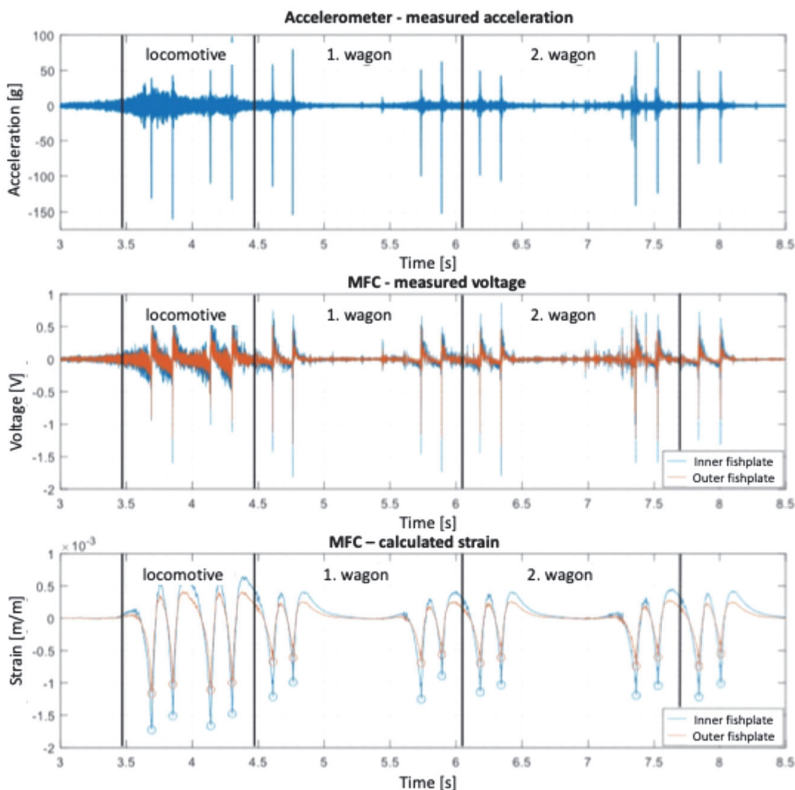 Accelerometer - measured acceleration
100
50
0
-50
-100
-150
Acceleration [g]
locomotive 1. wagon 2. wagon
3 3.5 4 4.5 5 5.5 6 6.5 7 7.5 8 8.5
Time [s]
MFC - measured voltage
1
0.5
0
-0.5
-1
-1.5
-2
Voltage [V]
locomotive 1. wagon 2. wagon
Inner fishplate
Outer fishplate
3 3.5 4 4.5 5 5.5 6 6.5 7 7.5 8 8.5
Time [s]
MFC – calculated strain
× 10⁻³
1
0.5
0
-0.5
-1
-1.5
-2
Strain [m/m]
locomotive 1. wagon 2. wagon
Inner fishplate
Outer fishplate
3 3.5 4 4.5 5 5.5 6 6.5 7 7.5 8 8.5
Time [s]